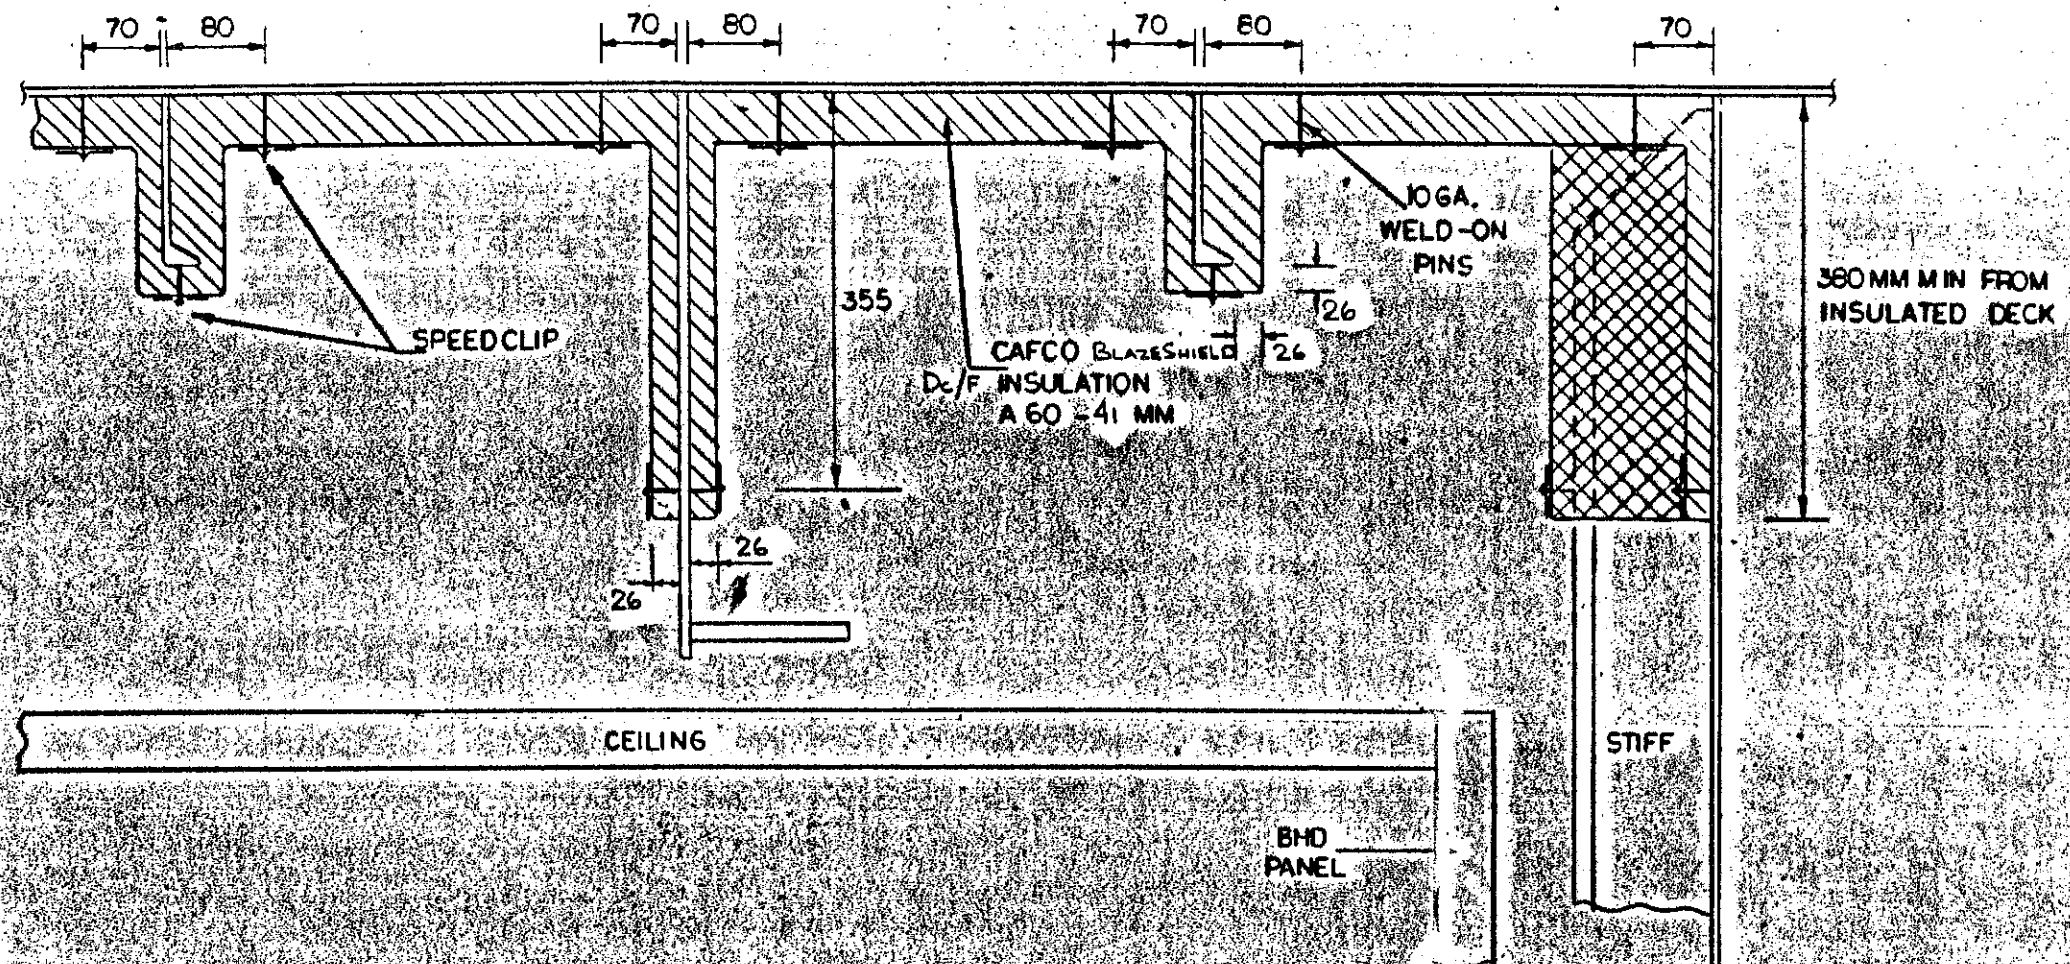 70 80 70 80 70 80 70
10GA.
WELD-ON
PINS
380 MM MIN FROM
INSULATED DECK
355
26
SPEEDCLIP
CAFCO BLAZESHIELD 26
DC/F INSULATION
A 60 - 41 MM
26
26
CEILING
STIFF
BHD
PANEL